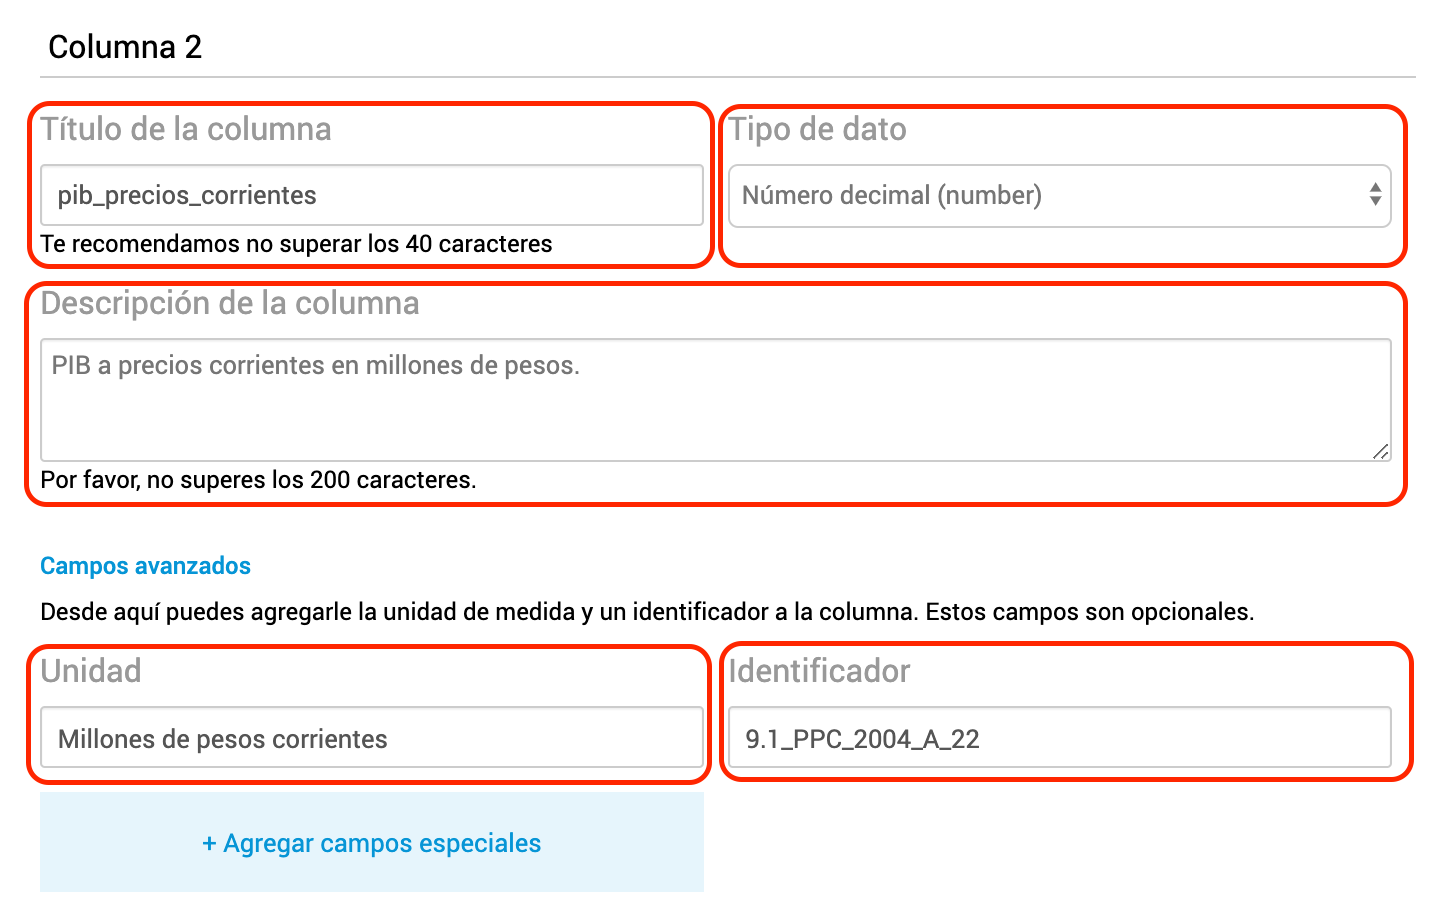 Columna 2
Título de la columna
Tipo de dato
pib_precios_corrientes
Número decimal (number)
Te recomendamos no superar los 40 caracteres
Descripción de la columna
PIB a precios corrientes en millones de pesos.
Por favor, no superes los 200 caracteres.
Campos avanzados
Desde aquí puedes agregarle la unidad de medida y un identificador a la columna. Estos campos son opcionales.
Unidad
Identificador
Millones de pesos corrientes
9.1_PPC_2004_A_22
+ Agregar campos especiales